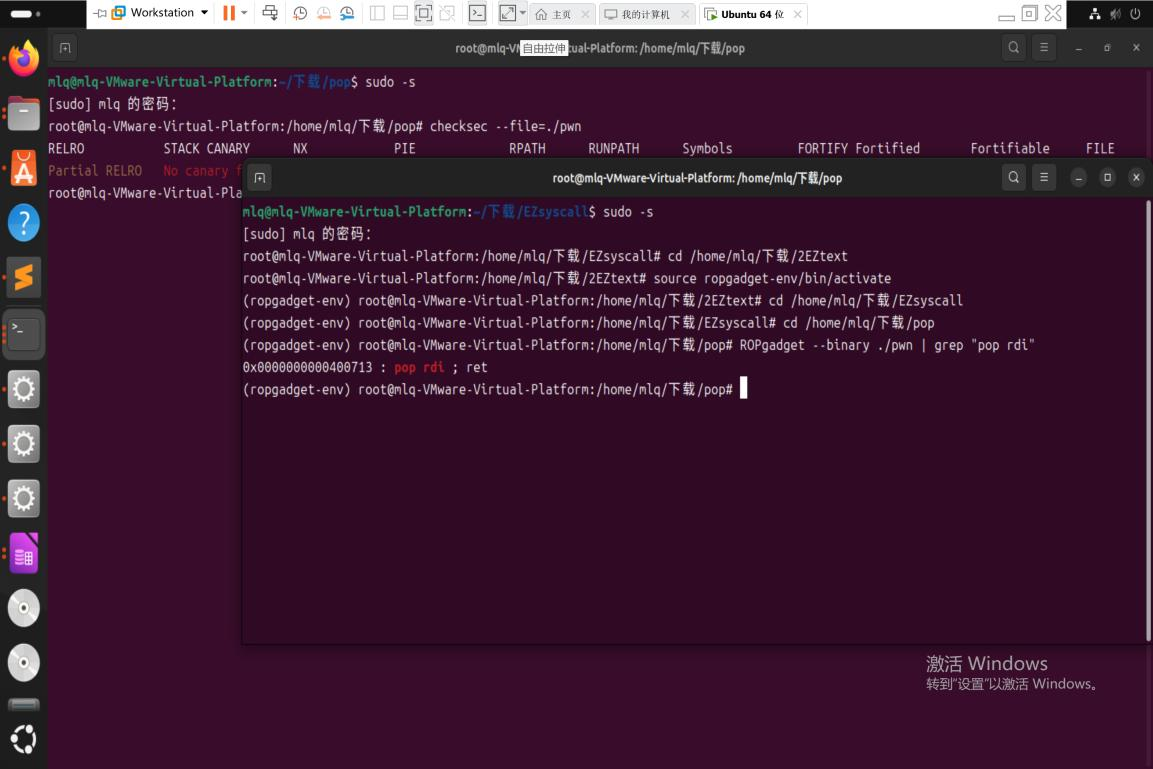 Workstation
主页
我的计算机
Ubuntu 64 位
自由拉伸
root@mlq-VM
tual-Platform: /home/mlq/下载/pop
mlq@mlq-VMware-Virtual-Platform:~/下载/pop$ sudo -s
[sudo] mlq 的密码：
root@mlq-VMware-Virtual-Platform:/home/mlq/下载/pop# checksec --file=./pwn
RELRO STACK CANARY NX PIE RPATH RUNPATH Symbols FORTIFY Fortified Fortifiable FILE
Partial RELRO No canary f
root@mlq-VMware-Virtual-Pla
root@mlq-VMware-Virtual-Platform: /home/mlq/下载/pop
mlq@mlq-VMware-Virtual-Platform:~/下载/EZsyscall$ sudo -s
[sudo] mlq 的密码：
root@mlq-VMware-Virtual-Platform:/home/mlq/下载/EZsyscall# cd /home/mlq/下载/2EZtext
root@mlq-VMware-Virtual-Platform:/home/mlq/下载/2EZtext# source ropgadget-env/bin/activate
(ropgadget-env) root@mlq-VMware-Virtual-Platform:/home/mlq/下载/2EZtext# cd /home/mlq/下载/EZsyscall
(ropgadget-env) root@mlq-VMware-Virtual-Platform:/home/mlq/下载/EZsyscall# cd /home/mlq/下载/pop
(ropgadget-env) root@mlq-VMware-Virtual-Platform:/home/mlq/下载/pop# ROPgadget --binary ./pwn | grep "pop rdi"
0x0000000000400713 : pop rdi ; ret
(ropgadget-env) root@mlq-VMware-Virtual-Platform:/home/mlq/下载/pop#
激活 Windows
转到"设置"以激活 Windows。